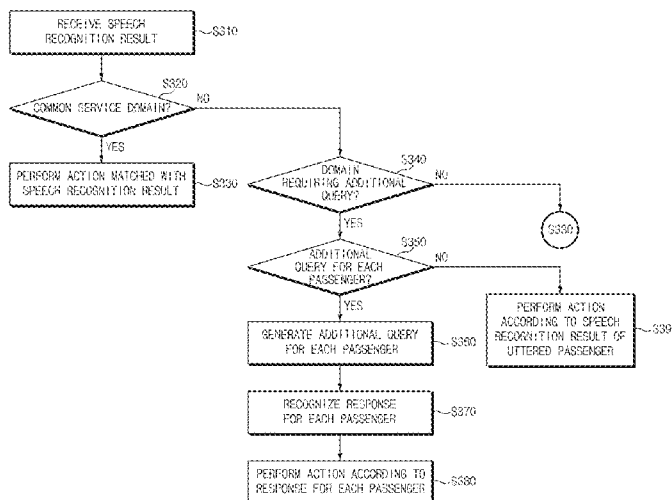 RECEIVE SPEECH
RECOGNITION RESULT
S310
S320
COMMON SERVICE DOMAIN?
NO
YES
PERFORM ACTION MATCHED WITH
SPEECH RECOGNITION RESULT
S330
DOMAIN
REQUIRING ADDITIONAL
QUERY?
S340
NO
YES
S330
ADDITIONAL
QUERY FOR EACH
PASSENGER?
S350
NO
YES
GENERATE ADDITIONAL QUERY
FOR EACH PASSENGER
S360
PERFORM ACTION
ACCORDING TO SPEECH
RECOGNITION RESULT OF
UTTERED PASSENGER
S39
RECOGNIZE RESPONSE
FOR EACH PASSENGER
S370
PERFORM ACTION ACCORDING TO
RESPONSE FOR EACH PASSENGER
S380